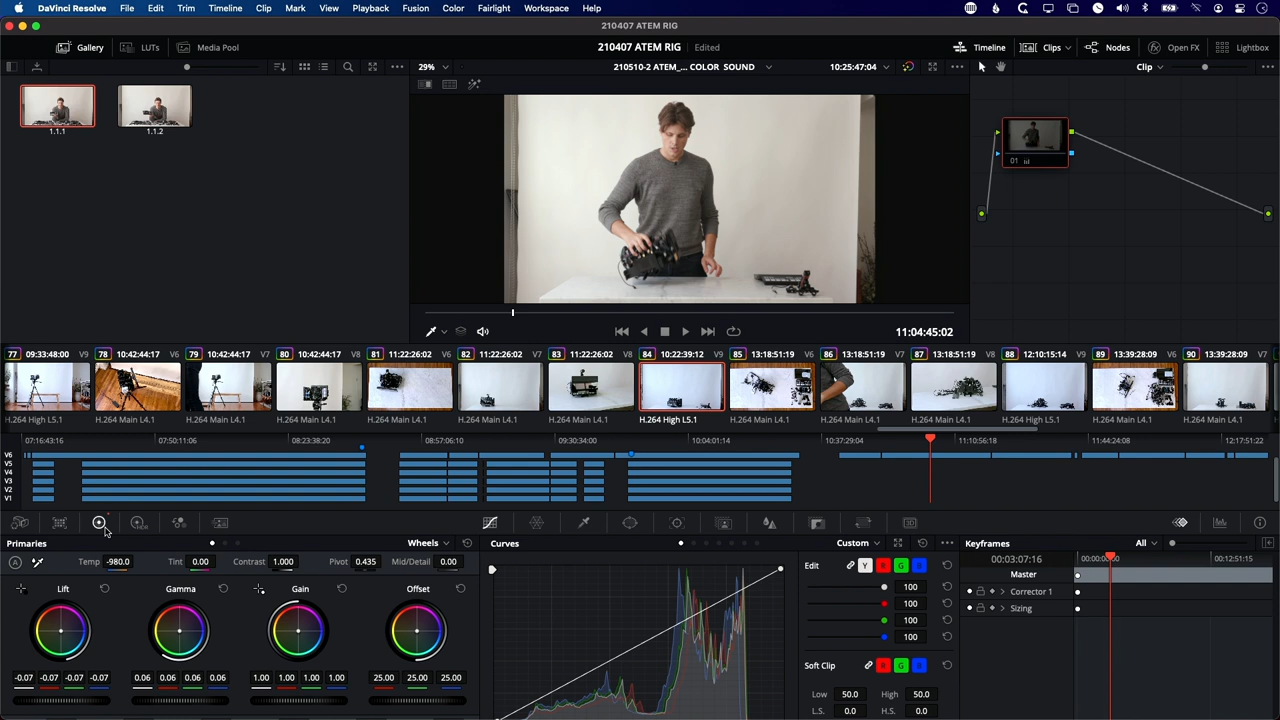 DaVinci Resolve File Edit Trim Timeline Clip Mark View Playback Fusion Color Fairlight Workspace Help
210407 ATEM RIG
Gallery LUTs Media Pool 210407 ATEM RIG Edited Timeline Clips Nodes Open FX Lightbox
29% 210510-2 ATEM_... COLOR SOUND 10:25:47:04 Clip
1.1.1 1.1.2
01
11:04:45:02
77 09:33:48:00 V9 78 10:42:44:17 V6 79 10:42:44:17 V7 80 10:42:44:17 V8 81 11:22:26:02 V6 82 11:22:26:02 V7 83 11:22:26:02 V8 84 10:22:39:12 V9 85 13:18:51:19 V6 86 13:18:51:19 V7 87 13:18:51:19 V8 88 12:10:15:14 V9 89 13:39:28:09 V6 90 13:39:28:09 V7
H.264 High L5.1 H.264 Main L4.1 H.264 Main L4.1 H.264 Main L4.1 H.264 Main L4.1 H.264 Main L4.1 H.264 Main L4.1 H.264 High L5.1 H.264 Main L4.1 H.264 Main L4.1 H.264 Main L4.1 H.264 High L5.1 H.264 Main L4.1 H.264 Main L4.1
07:16:43:16 07:50:11:06 08:23:38:20 08:57:06:10 09:30:34:00 10:04:01:14 10:37:29:04 11:10:56:18 11:44:24:08 12:17:51:22
V6
V5
V4
V3
V2
V1
Primaries Wheels Curves Custom Keyframes All
Temp -980.0 Tint 0.00 Contrast 1.000 Pivot 0.435 Mid/Detail 0.00 Edit Y R G B 00:03:07:16 12:51:15
Lift Gamma Gain Offset 100 Master
100 Corrector 1
100 Sizing
100
Soft Clip R G B
-0.07 -0.07 -0.07 -0.07 0.06 0.06 0.06 0.06 1.00 1.00 1.00 1.00 25.00 25.00 25.00 Low 50.0 High 50.0
L.S. 0.0 H.S. 0.0